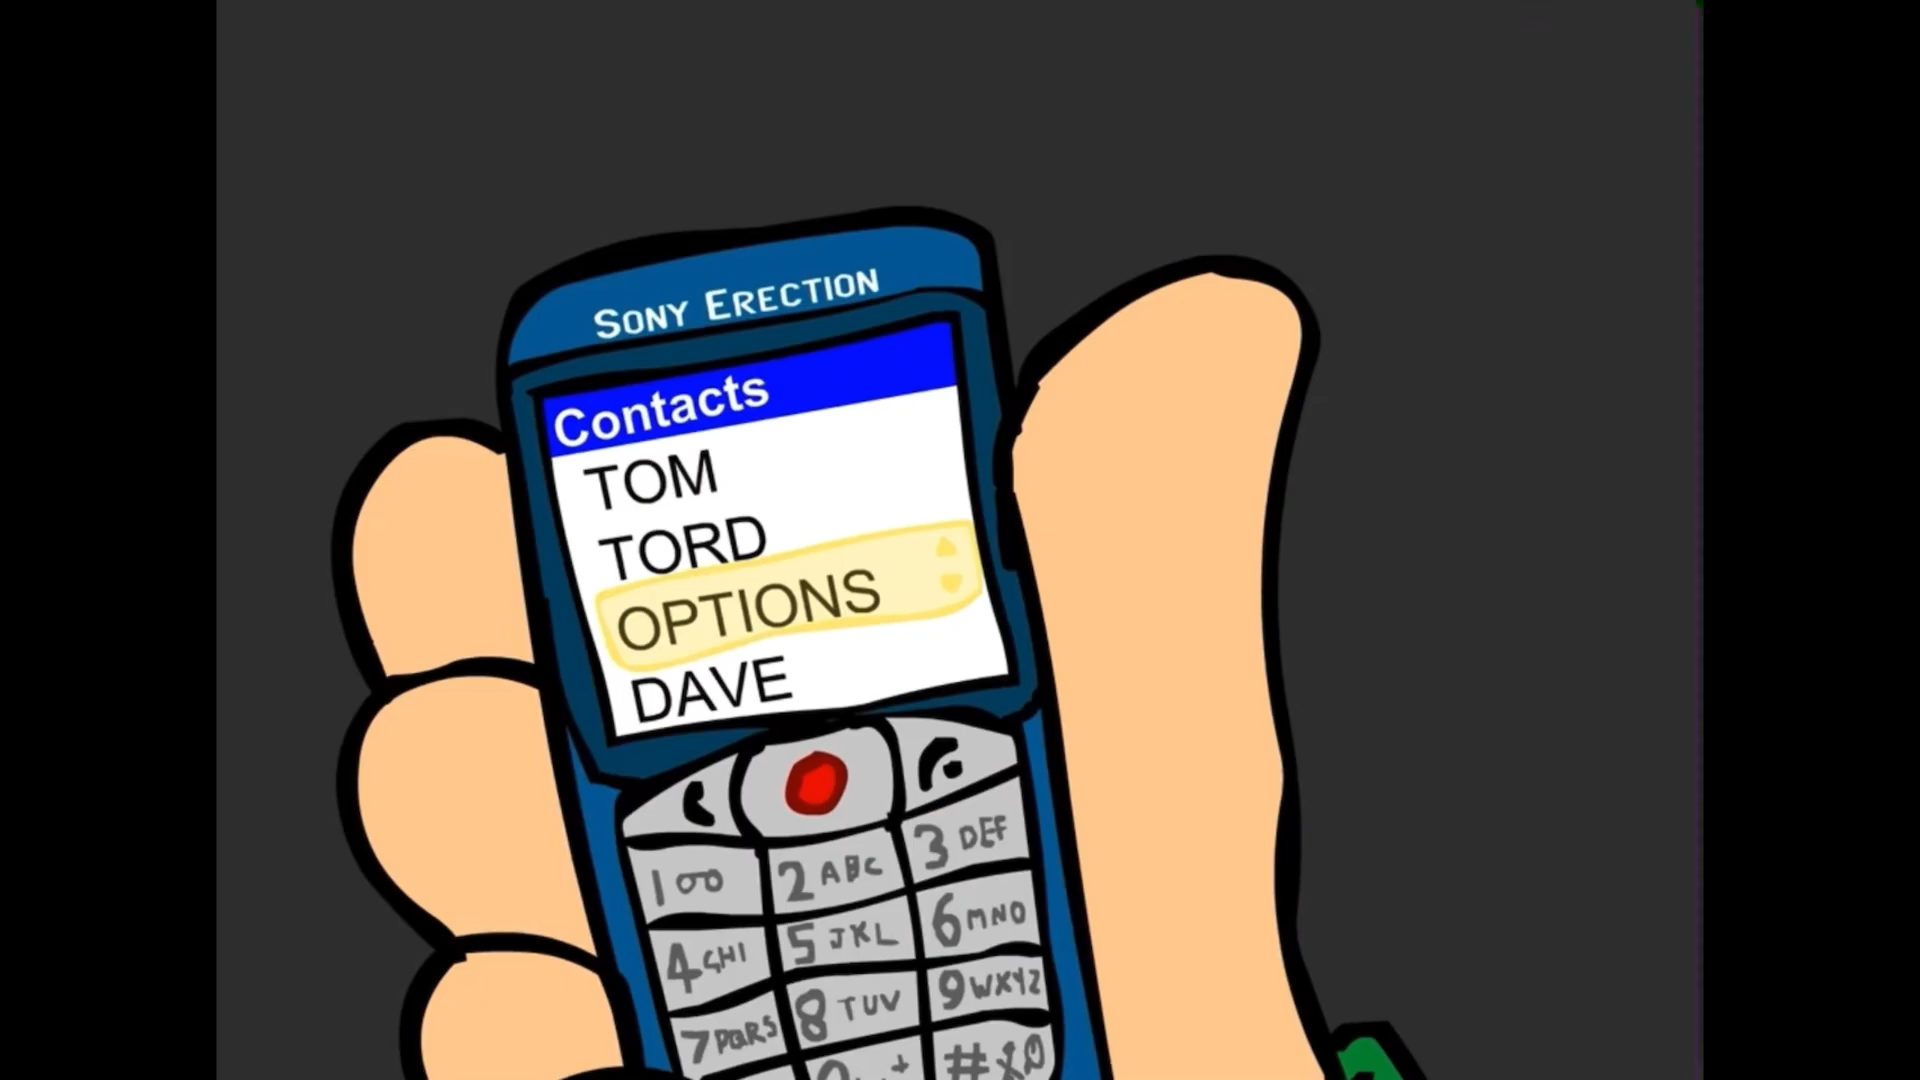 SONY ERECTION
Contacts
TOM
TORD
OPTIONS
DAVE
1 2 ABC 3 DEF
4 GHI 5 JKL 6 MNO
7 PQRS 8 TUV 9 WXYZ
+ #